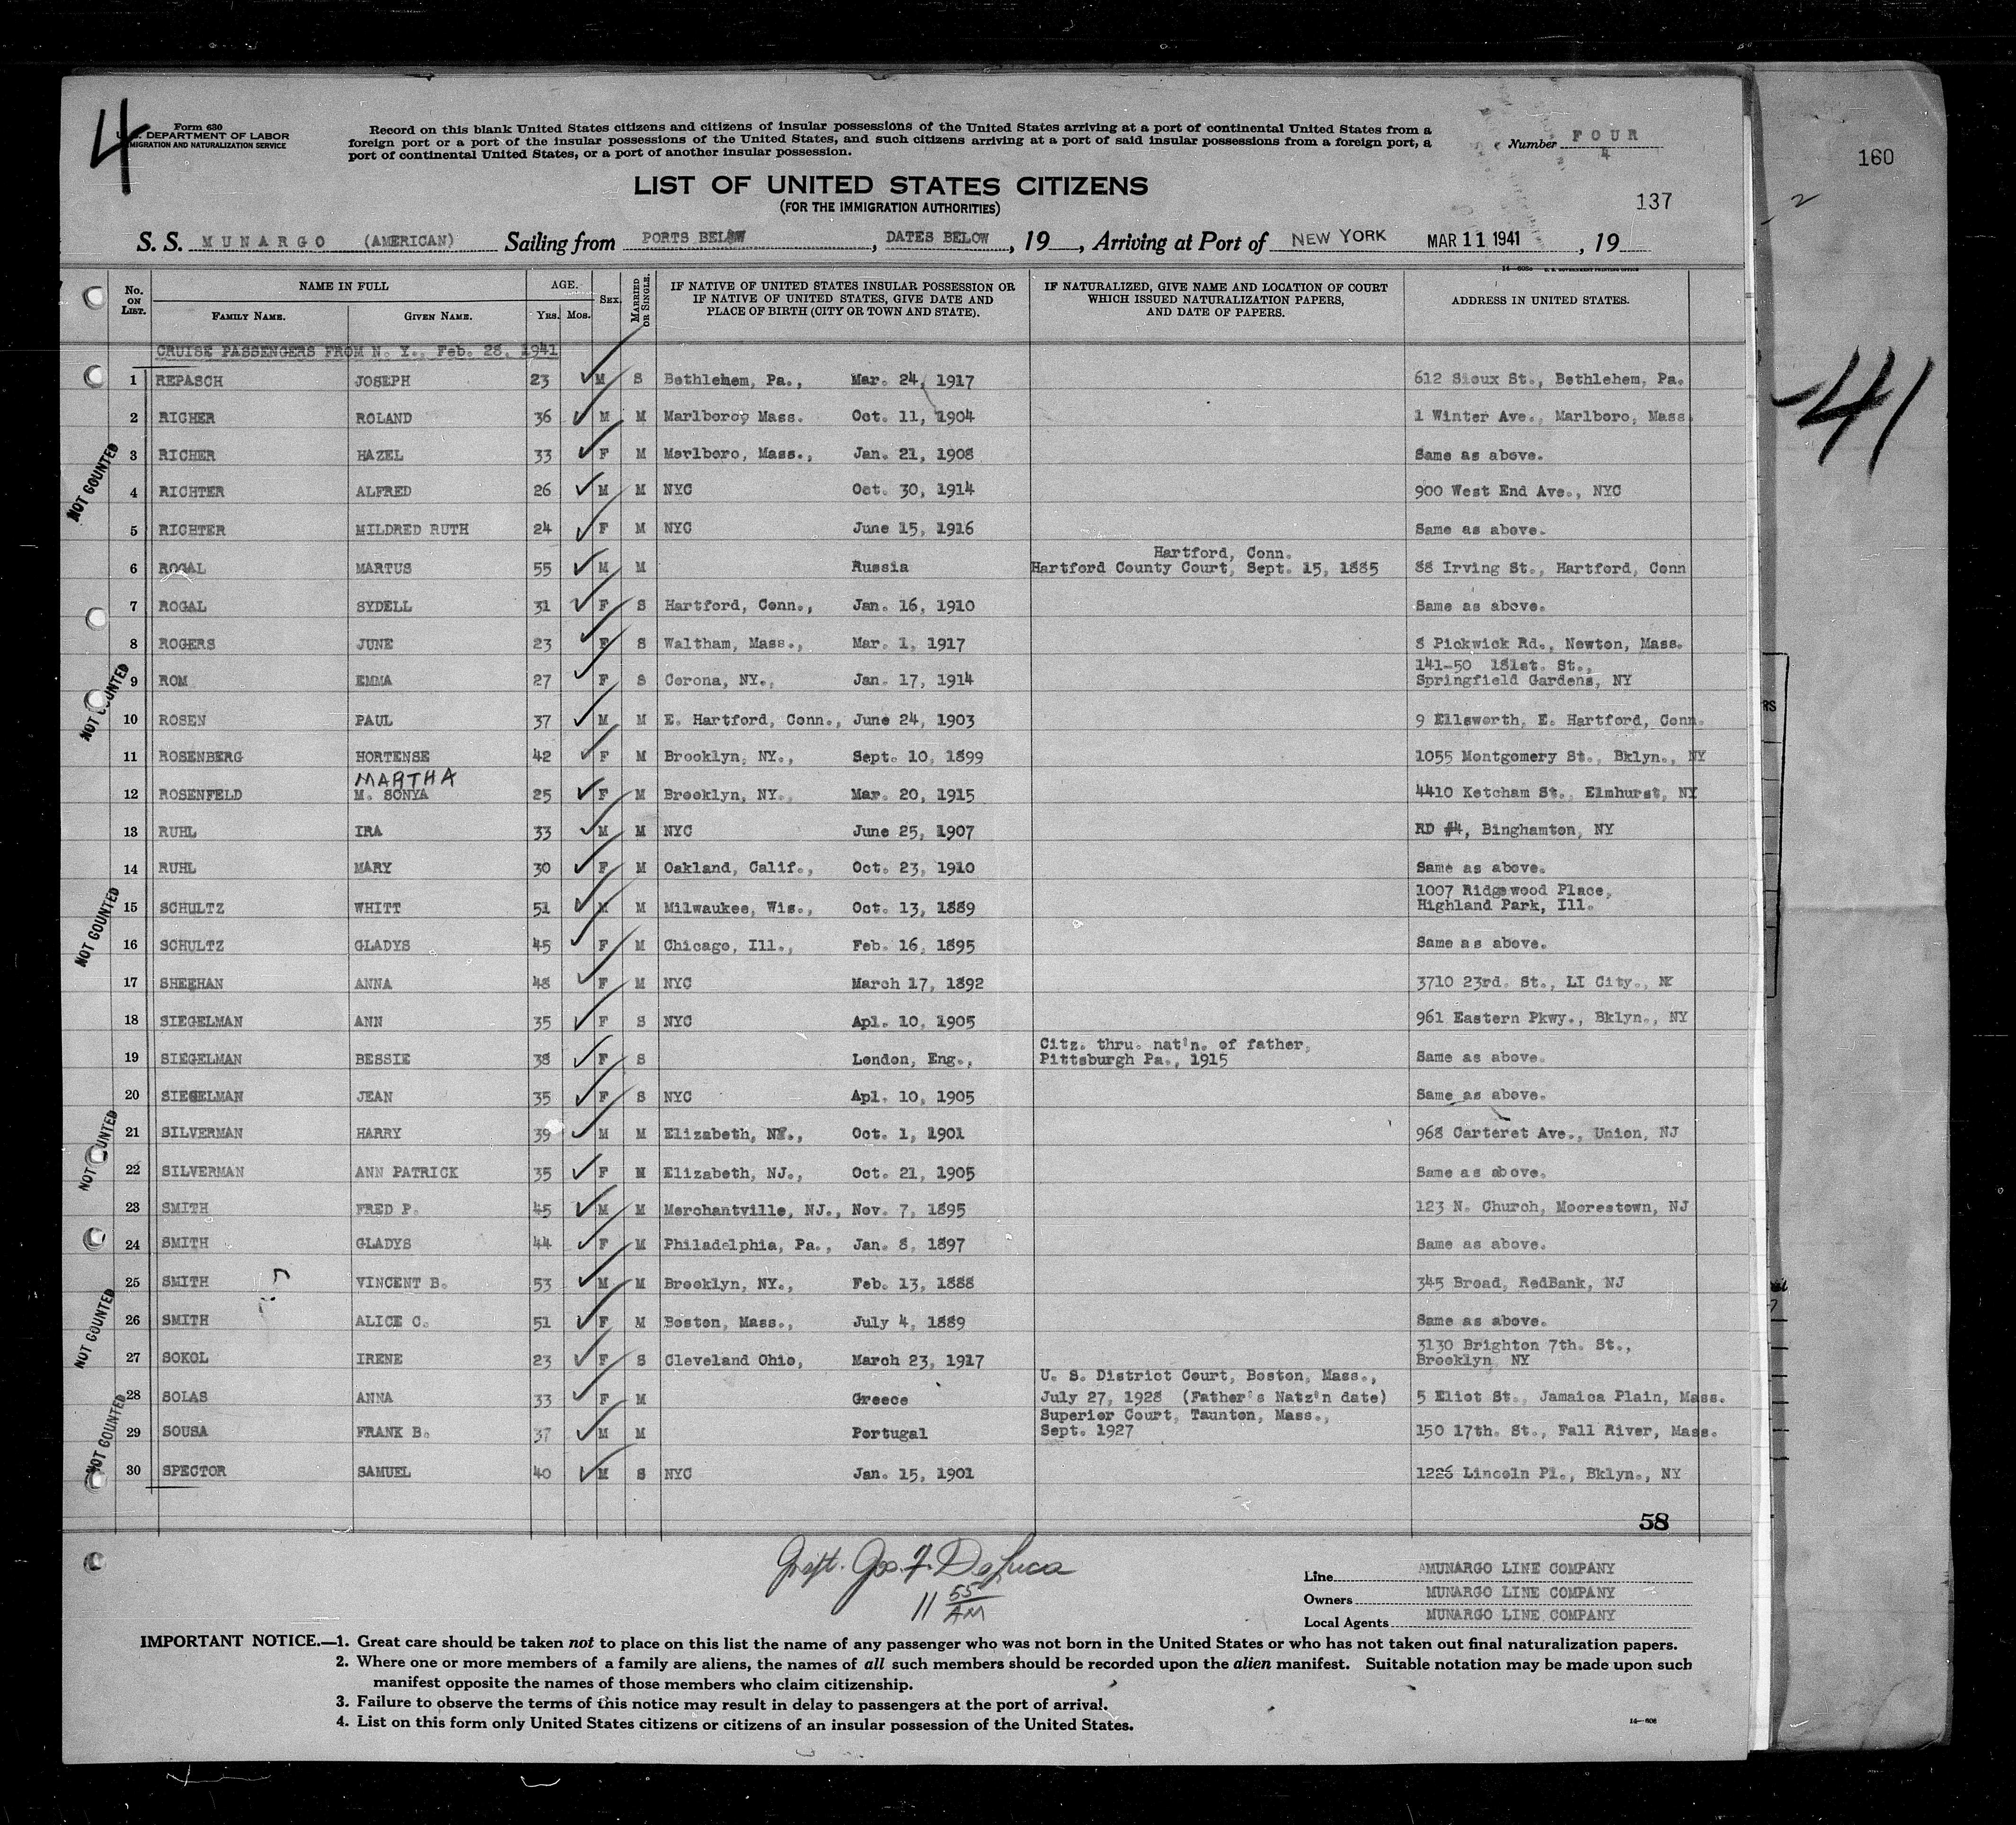 4
Form 630
U.S. DEPARTMENT OF LABOR
IMMIGRATION AND NATURALIZATION SERVICE
Record on this blank United States citizens and citizens of insular possessions of the United States arriving at a port of continental United States from a
foreign port or a port of the insular possessions of the United States, and such citizens arriving at a port of said insular possessions from a foreign port, a
port of continental United States, or a port of another insular possession.
Number FOUR
4
160
LIST OF UNITED STATES CITIZENS
(FOR THE IMMIGRATION AUTHORITIES)
137
2
S. S. MUNARGO (AMERICAN) Sailing from PORTS BELOW, DATES BELOW, 19__, Arriving at Port of NEW YORK MAR 11 1941, 19
No. ON LIST. NAME IN FULL AGE. SEX. MARRIED OR SINGLE. IF NATIVE OF UNITED STATES INSULAR POSSESSION OR IF NATIVE OF UNITED STATES, GIVE DATE AND PLACE OF BIRTH (CITY OR TOWN AND STATE). IF NATURALIZED, GIVE NAME AND LOCATION OF COURT WHICH ISSUED NATURALIZATION PAPERS, AND DATE OF PAPERS. ADDRESS IN UNITED STATES.
FAMILY NAME. GIVEN NAME. YRS. MOS.
CRUISE PASSENGERS FROM N. Y., Feb. 28, 1941
1 REPASCH JOSEPH 23 M S Bethlehem, Pa., Mar. 24, 1917 612 Sioux St., Bethlehem, Pa.
2 RICHER ROLAND 36 M M Marlboro, Mass. Oct. 11, 1904 1 Winter Ave., Marlboro, Mass.
-41
3 RICHER HAZEL 33 F M Marlboro, Mass., Jan. 21, 1908 Same as above.
NOT COUNTED
4 RICHTER ALFRED 26 M M NYC Oct. 30, 1914 900 West End Ave., NYC
5 RICHTER MILDRED RUTH 24 F M NYC June 15, 1916 Same as above.
Hartford, Conn.
6 ROGAL MARTUS 55 M M Russia Hartford County Court, Sept. 15, 1885 88 Irving St., Hartford, Conn
7 ROGAL SYDELL 31 F S Hartford, Conn., Jan. 16, 1910 Same as above.
8 ROGERS JUNE 23 F S Waltham, Mass., Mar. 1, 1917 8 Pickwick Rd., Newton, Mass.
141-50 181st. St.,
9 ROM EMMA 27 F S Corona, NY., Jan. 17, 1914 Springfield Gardens, NY
NOT COUNTED
10 ROSEN PAUL 37 M M E. Hartford, Conn., June 24, 1903 9 Ellsworth, E. Hartford, Conn.
RS
11 ROSENBERG HORTENSE 42 F M Brooklyn, NY., Sept. 10, 1899 1055 Montgomery St., Bklyn., NY
MARTHA
12 ROSENFELD M. SONYA 25 F M Brooklyn, NY., Mar. 20, 1915 4410 Ketcham St., Elmhurst, NY
13 RUHL IRA 33 M M NYC June 25, 1907 RD #4, Binghamton, NY
14 RUHL MARY 30 F M Oakland, Calif., Oct. 23, 1910 Same as above.
1007 Ridgewood Place,
15 SCHULTZ WHITT 51 M M Milwaukee, Wis., Oct. 13, 1889 Highland Park, Ill.
NOT COUNTED
16 SCHULTZ GLADYS 45 F M Chicago, Ill., Feb. 16, 1895 Same as above.
17 SHEEHAN ANNA 48 F M NYC March 17, 1892 3710 23rd. St., LI City.,
18 SIEGELMAN ANN 35 F S NYC Apl. 10, 1905 961 Eastern Pkwy., Bklyn., NY
Citz. thru. nat'n. of father,
19 SIEGELMAN BESSIE 38 F S London, Eng., Pittsburgh Pa., 1915 Same as above.
20 SIEGELMAN JEAN 35 F S NYC Apl. 10, 1905 Same as above.
21 SILVERMAN HARRY 39 M M Elizabeth, NJ., Oct. 1, 1901 968 Carteret Ave., Union, NJ
NOT COUNTED
22 SILVERMAN ANN PATRICK 35 F M Elizabeth, NJ., Oct. 21, 1905 Same as above.
23 SMITH FRED P. 45 M M Merchantville, NJ., Nov. 7, 1895 123 N. Church, Moorestown, NJ
24 SMITH GLADYS 44 F M Philadelphia, Pa., Jan. 8, 1897 Same as above.
25 SMITH VINCENT B. 53 M M Brooklyn, NY., Feb. 13, 1888 345 Broad, RedBank, NJ
26 SMITH ALICE C. 51 F M Boston, Mass., July 4, 1889 Same as above.
NOT COUNTED
3130 Brighton 7th. St.,
27 SOKOL IRENE 23 F S Cleveland Ohio, March 23, 1917 Brooklyn NY
U. S. District Court, Boston, Mass.,
28 SOLAS ANNA 33 F M Greece July 27, 1928 (Father's Natz'n date) 5 Eliot St., Jamaica Plain, Mass.
Superior Court, Taunton, Mass.,
29 SOUSA FRANK B. 37 M M Portugal Sept. 1927 150 17th. St., Fall River, Mass.
NOT COUNTED
30 SPECTOR SAMUEL 40 M S NYC Jan. 15, 1901 1226 Lincoln Pl., Bklyn., NY
58
Jos. F. DeLuca
11 55
AM
Line MUNARGO LINE COMPANY
Owners MUNARGO LINE COMPANY
Local Agents MUNARGO LINE COMPANY
IMPORTANT NOTICE.—1. Great care should be taken not to place on this list the name of any passenger who was not born in the United States or who has not taken out final naturalization papers.
2. Where one or more members of a family are aliens, the names of all such members should be recorded upon the alien manifest. Suitable notation may be made upon such
manifest opposite the names of those members who claim citizenship.
3. Failure to observe the terms of this notice may result in delay to passengers at the port of arrival.
4. List on this form only United States citizens or citizens of an insular possession of the United States.
14—608